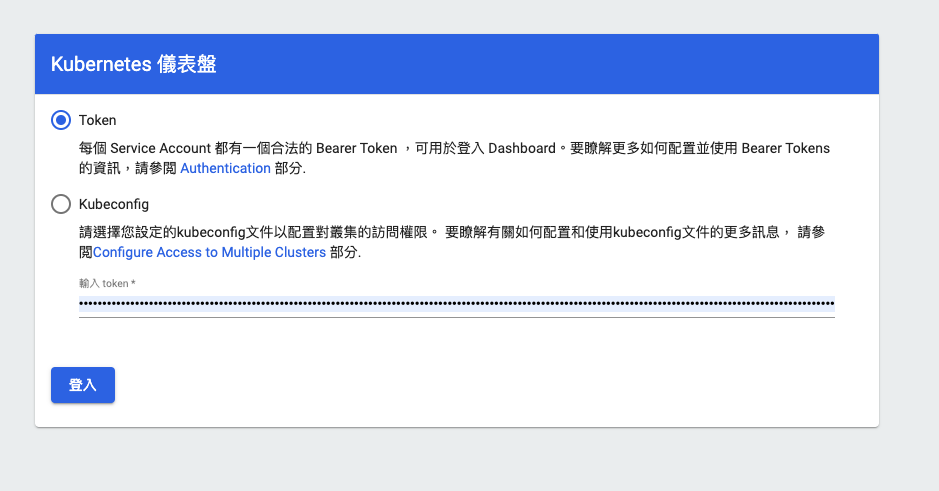 Kubernetes 儀表盤
Token
每個 Service Account 都有一個合法的 Bearer Token ，可用於登入 Dashboard。要瞭解更多如何配置並使用 Bearer Tokens
的資訊，請參閱 Authentication 部分.
Kubeconfig
請選擇您設定的kubeconfig文件以配置對叢集的訪問權限。 要瞭解有關如何配置和使用kubeconfig文件的更多訊息， 請參
閱Configure Access to Multiple Clusters 部分.
輸入 token *
登入